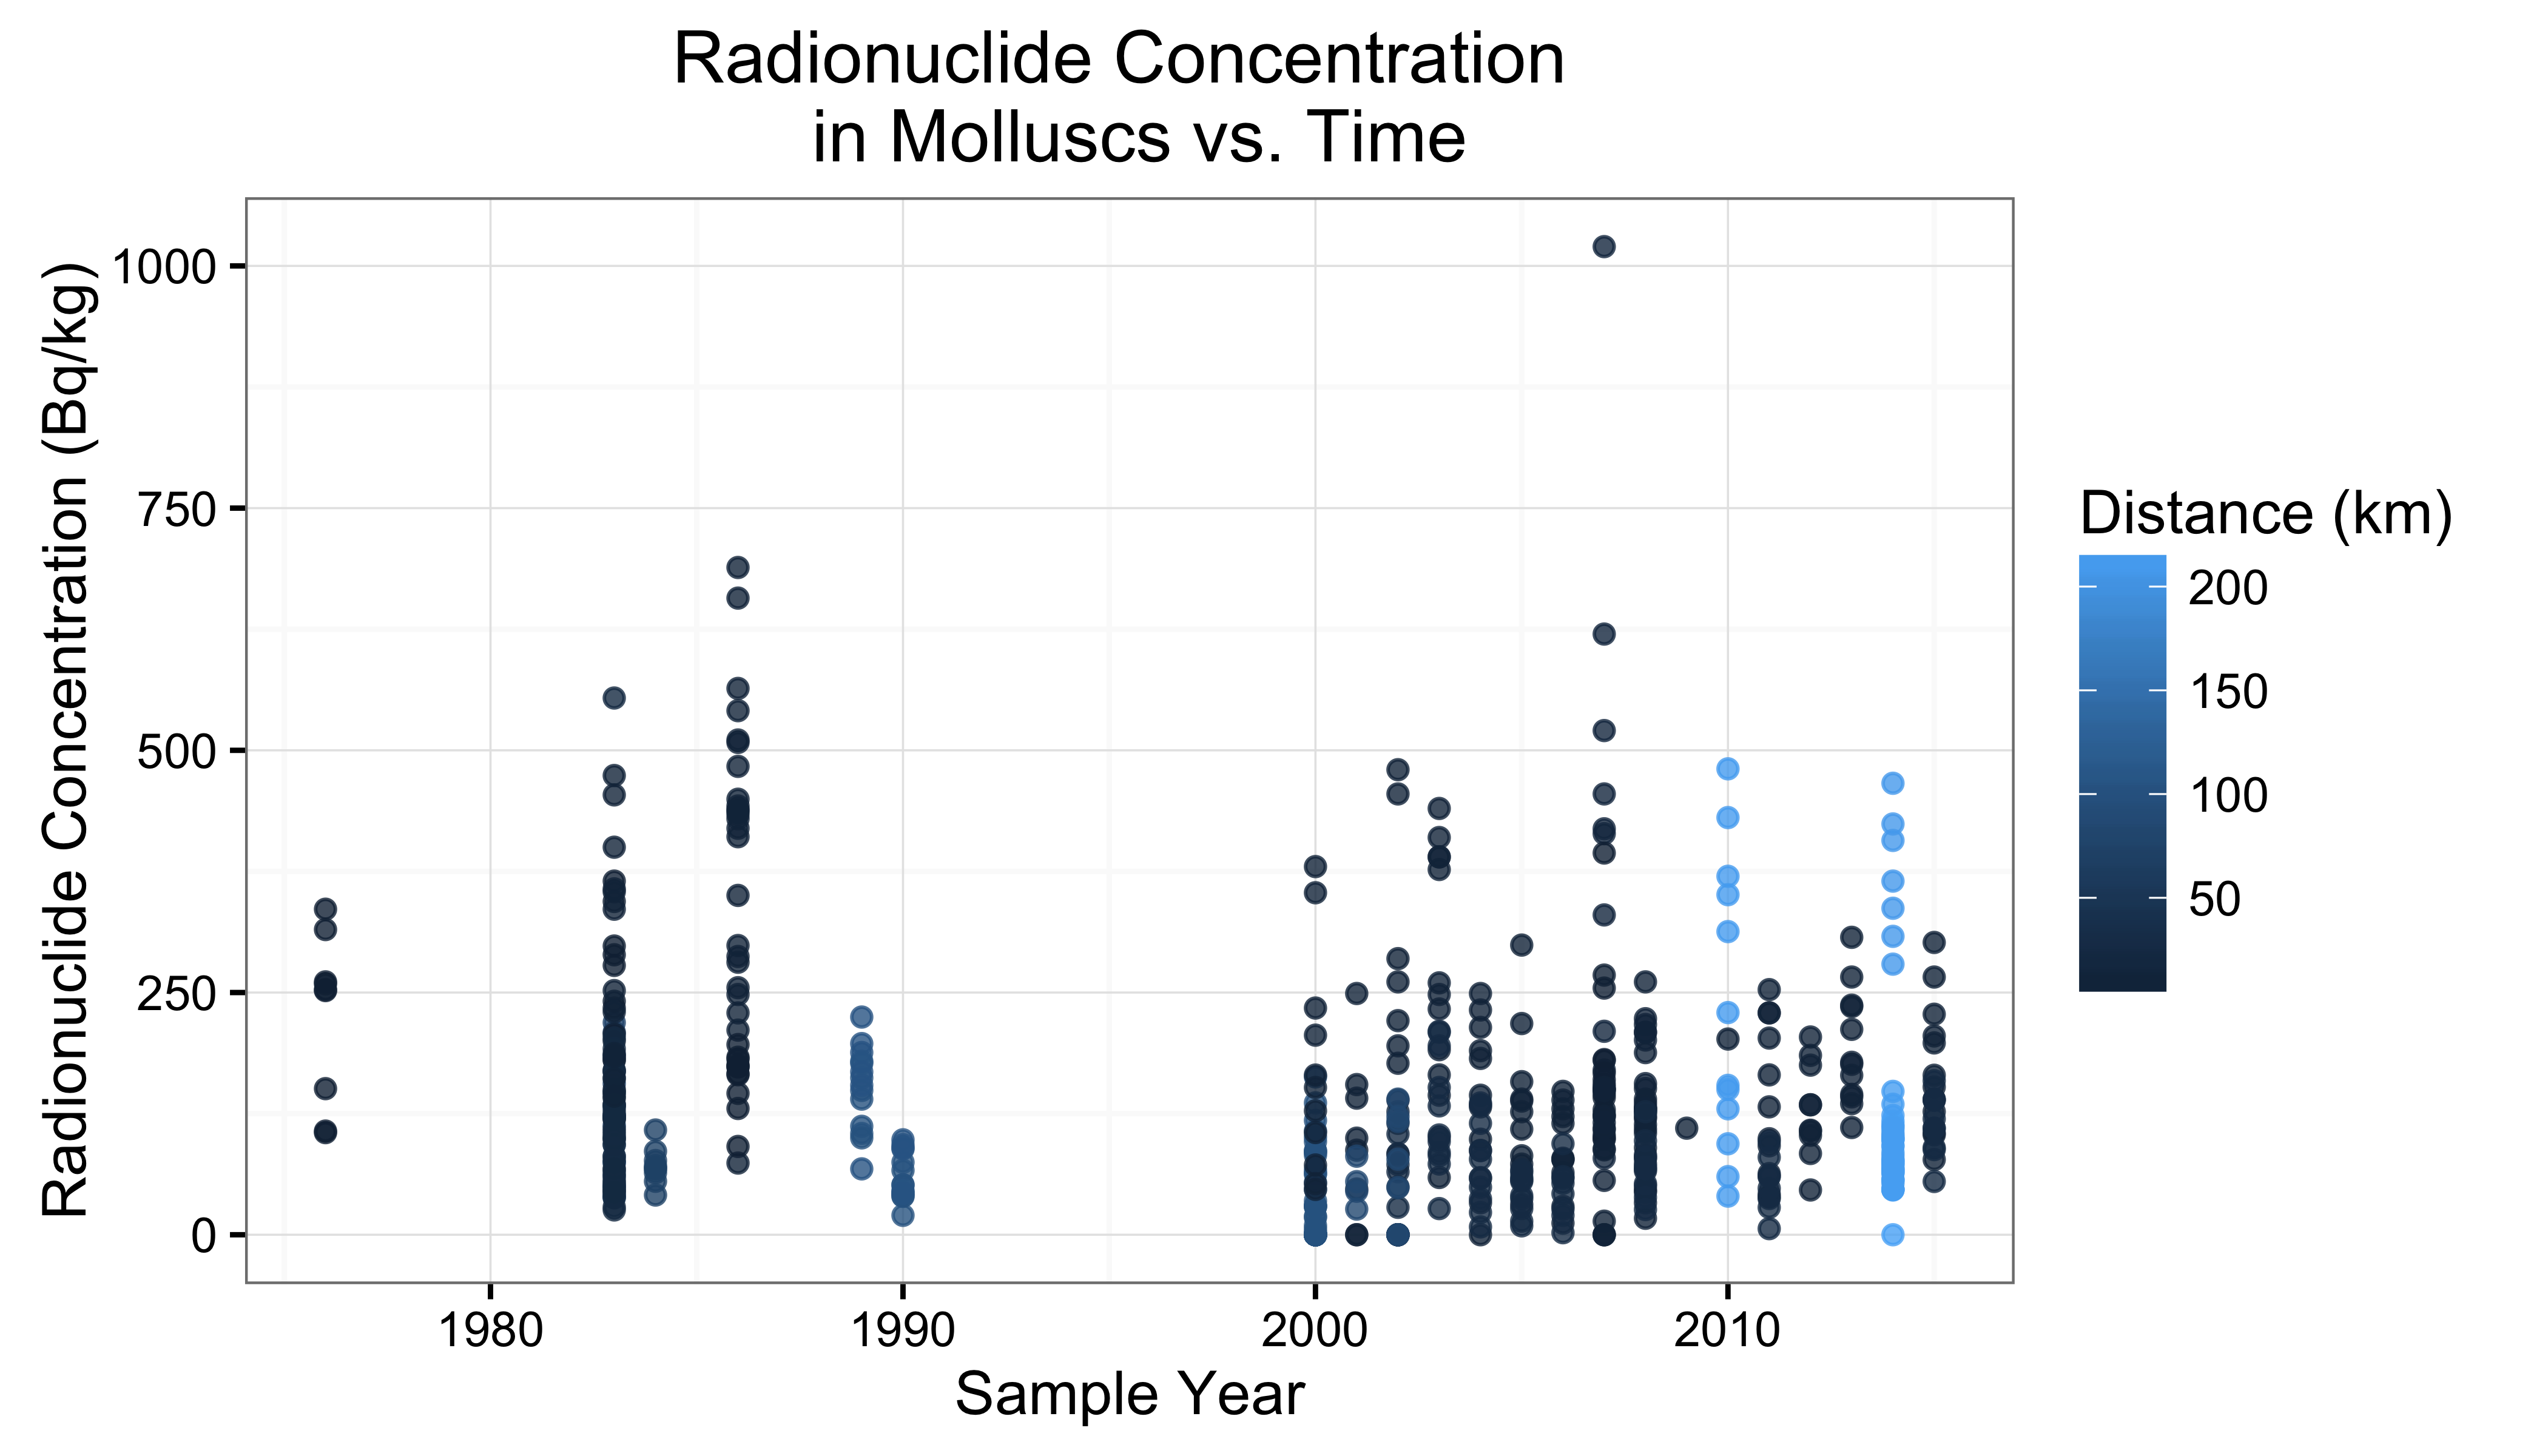 Radionuclide Concentration
in Molluscs vs. Time
Radionuclide Concentration (Bq/kg)
1000
750
500
250
0
1980
1990
2000
2010
Sample Year
Distance (km)
200
150
100
50